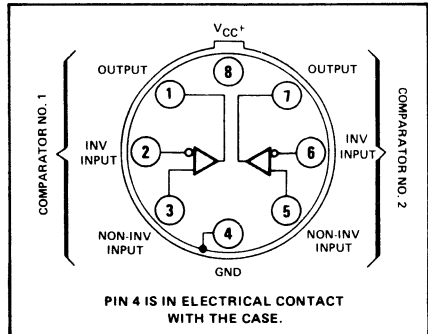 VCC+
OUTPUT
8
OUTPUT
1
7
COMPARATOR NO. 1
INV
INPUT
2
6
INV
INPUT
COMPARATOR NO. 2
3
5
4
NON-INV
INPUT
NON-INV
INPUT
GND
PIN 4 IS IN ELECTRICAL CONTACT
WITH THE CASE.